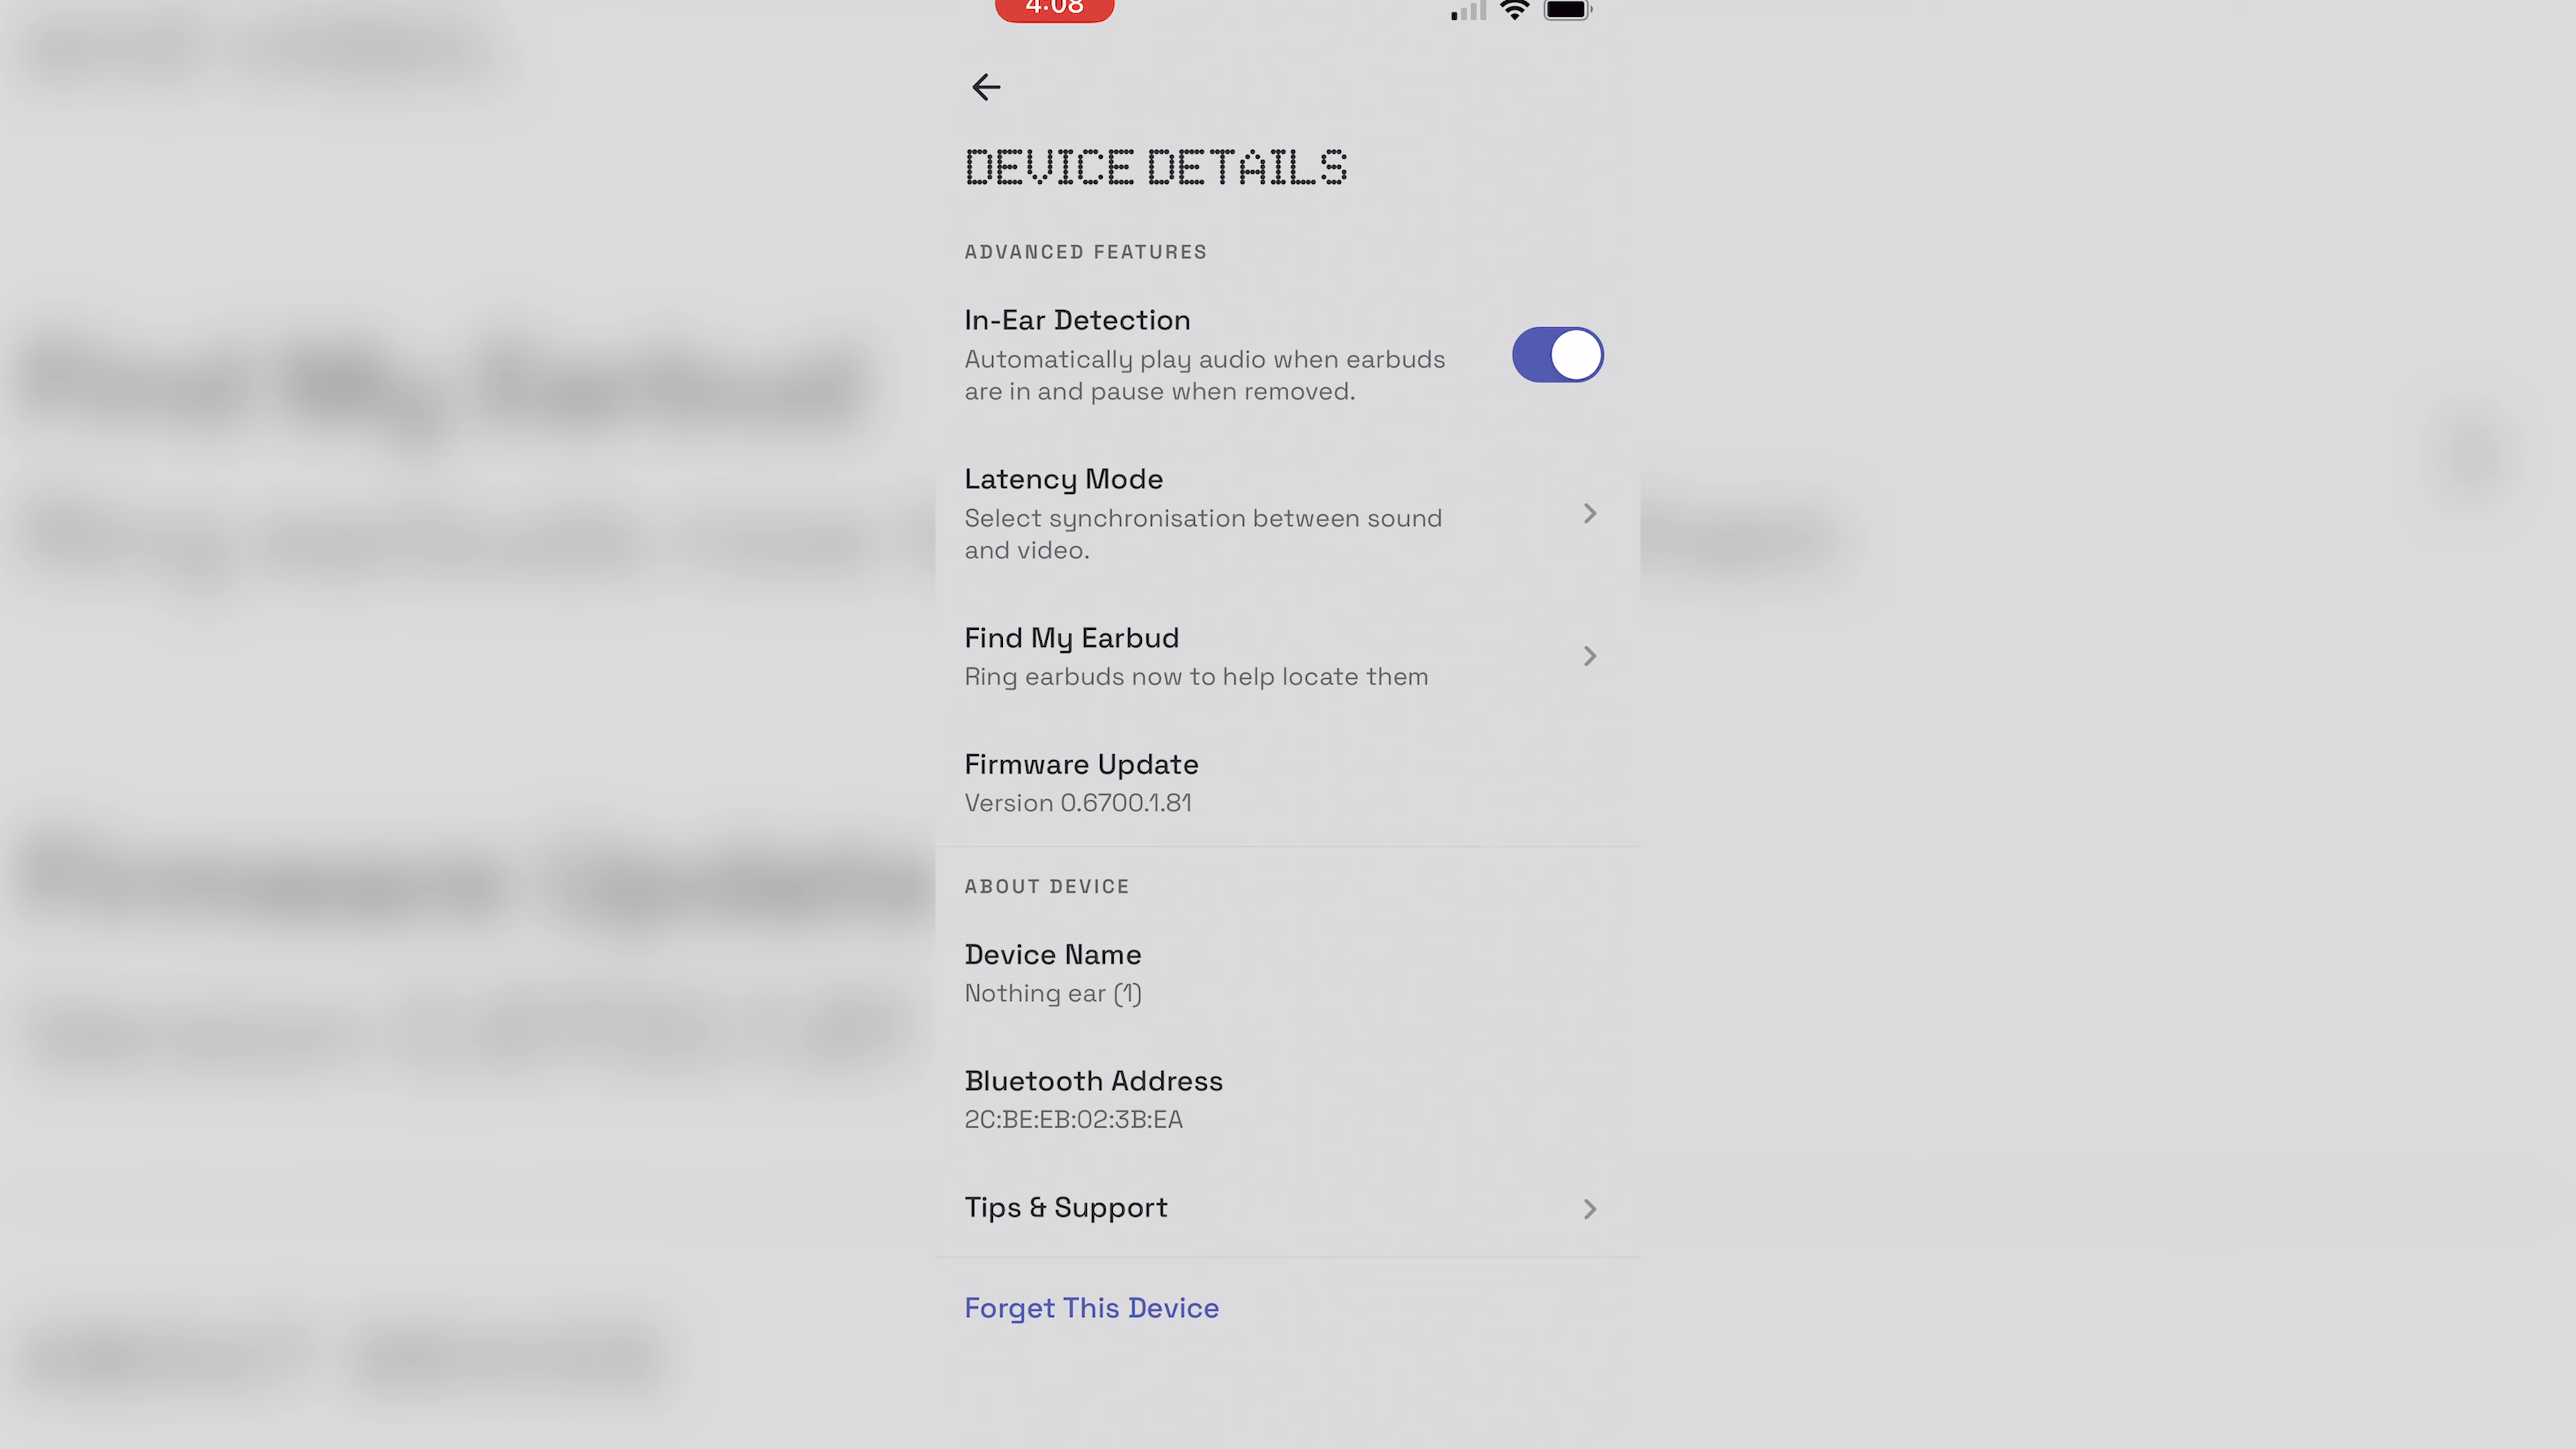 4:08
DEVICE DETAILS
ADVANCED FEATURES
In-Ear Detection
Automatically play audio when earbuds
are in and pause when removed.
Latency Mode
Select synchronisation between sound
and video.
Find My Earbud
Ring earbuds now to help locate them
Firmware Update
Version 0.6700.1.81
ABOUT DEVICE
Device Name
Nothing ear (1)
Bluetooth Address
2C:BE:EB:02:3B:EA
Tips & Support
Forget This Device